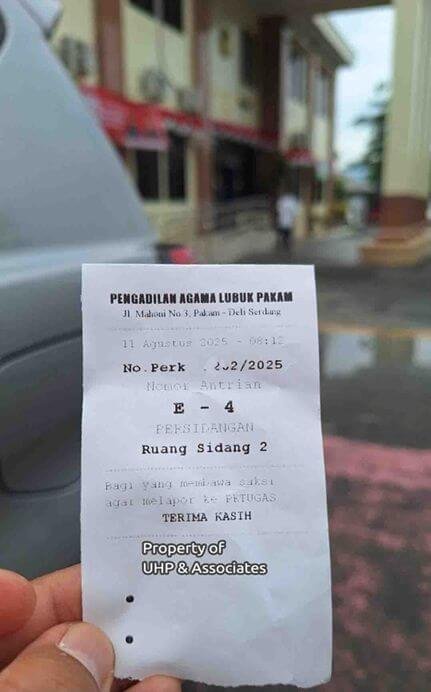 PENGADILAN AGAMA LUBUK PAKAM
Jl. Mahoni No 3, Pakam - Deli Serdang
11 Agustus 2025 - 08:12
No.Perk /2025
Nomor Antrian
E - 4
PERSIDANGAN
Ruang Sidang 2
Bagi yang membawa saksi
agar melapor ke PETUGAS
TERIMA KASIH
Property of
UHP & Associates